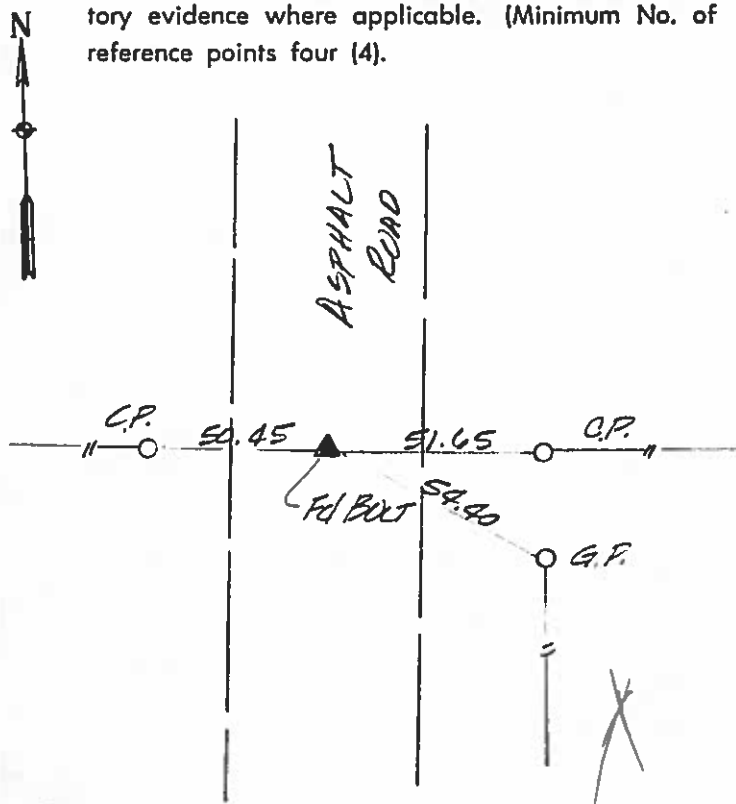 N
tory evidence where applicable. (Minimum No. of
reference points four (4).
ASPHALT
ROAD
C.P.
50.45
51.65
C.P.
Fd BOLT
54.40
G.P.